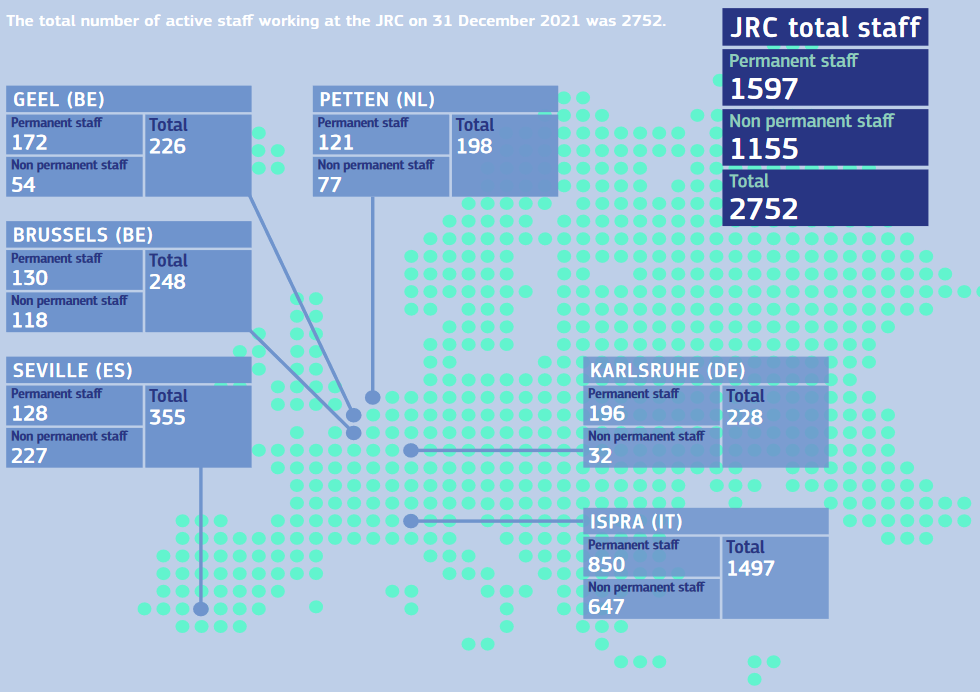 The total number of active staff working at the JRC on 31 December 2021 was 2752.
JRC total staff
Permanent staff
1597
Non permanent staff
1155
Total
2752
GEEL (BE)
Permanent staff
172
Non permanent staff
54
Total
226
PETTEN (NL)
Permanent staff
121
Non permanent staff
77
Total
198
BRUSSELS (BE)
Permanent staff
130
Non permanent staff
118
Total
248
SEVILLE (ES)
Permanent staff
128
Non permanent staff
227
Total
355
KARLSRUHE (DE)
Permanent staff
196
Non permanent staff
32
Total
228
ISPRA (IT)
Permanent staff
850
Non permanent staff
647
Total
1497